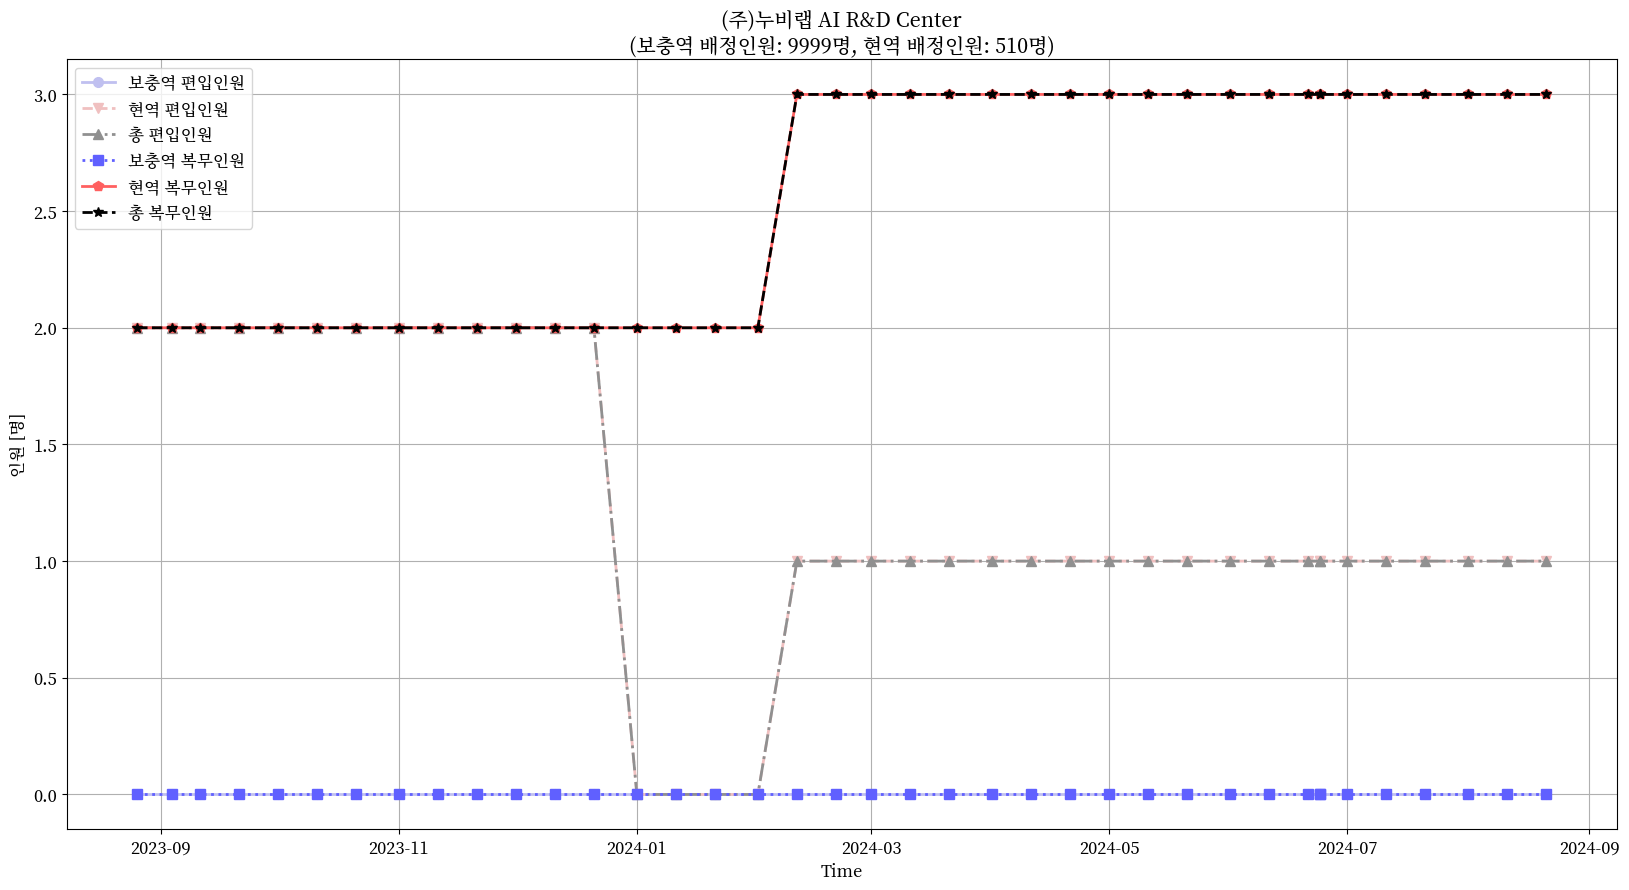 (주)누비랩 AI R&D Center
(보충역 배정인원: 9999명, 현역 배정인원: 510명)
보충역 편입인원
현역 편입인원
총 편입인원
보충역 복무인원
현역 복무인원
총 복무인원
인원 [명]
3.0
2.5
2.0
1.5
1.0
0.5
0.0
2023-09 2023-11 2024-01 2024-03 2024-05 2024-07 2024-09
Time